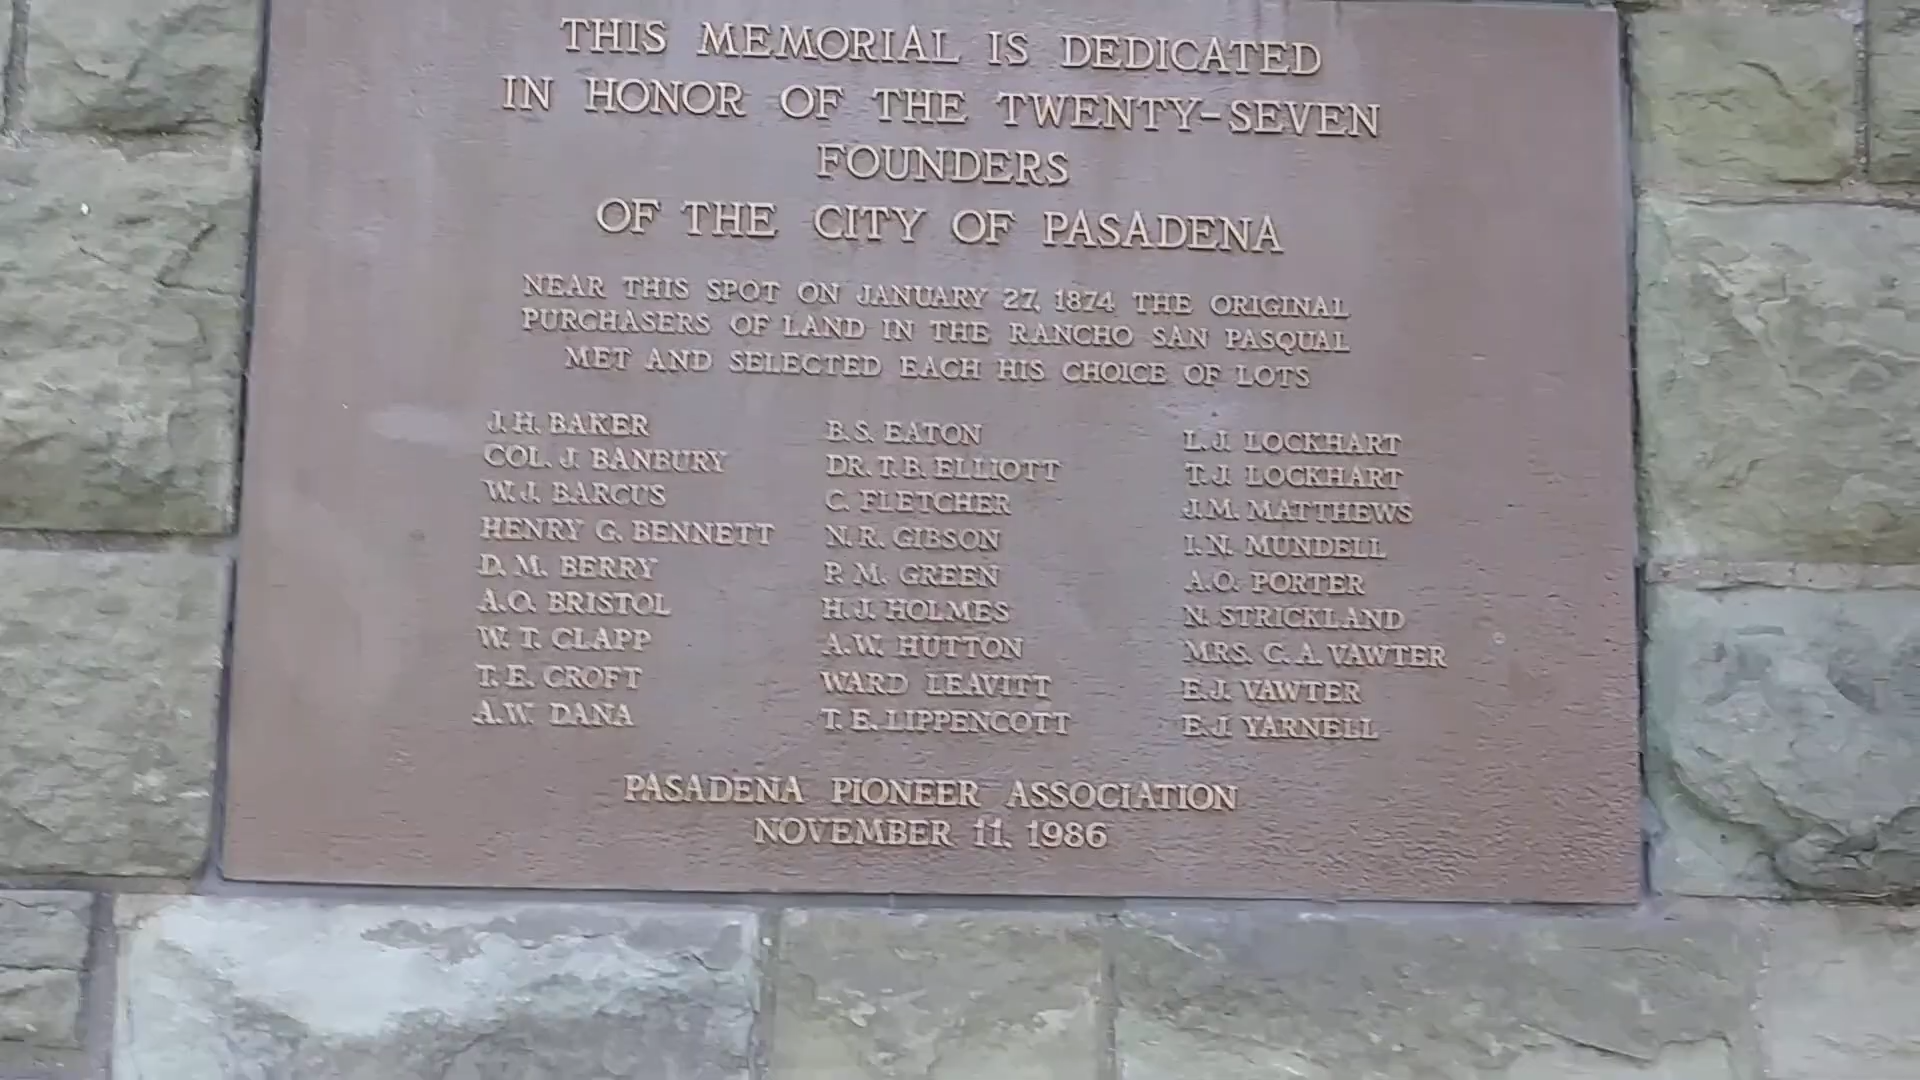 THIS MEMORIAL IS DEDICATED
IN HONOR OF THE TWENTY-SEVEN
FOUNDERS
OF THE CITY OF PASADENA
NEAR THIS SPOT ON JANUARY 27, 1874 THE ORIGINAL
PURCHASERS OF LAND IN THE RANCHO SAN PASQUAL
MET AND SELECTED EACH HIS CHOICE OF LOTS
J. H. BAKER
COL. J. BANBURY
W. J. BARCUS
HENRY G. BENNETT
D. M. BERRY
A. O. BRISTOL
W. T. CLAPP
T. E. CROFT
A.W. DANA
B. S. EATON
DR. T. B. ELLIOTT
C. FLETCHER
N. R. GIBSON
P. M. GREEN
H. J. HOLMES
A.W. HUTTON
WARD LEAVITT
T. E. LIPPENCOTT
L. J. LOCKHART
T. J. LOCKHART
J.M. MATTHEWS
I. N. MUNDELL
A.O. PORTER
N. STRICKLAND
MRS. C. A. VAWTER
E.J. VAWTER
E.J. YARNELL
PASADENA PIONEER ASSOCIATION
NOVEMBER 11, 1986